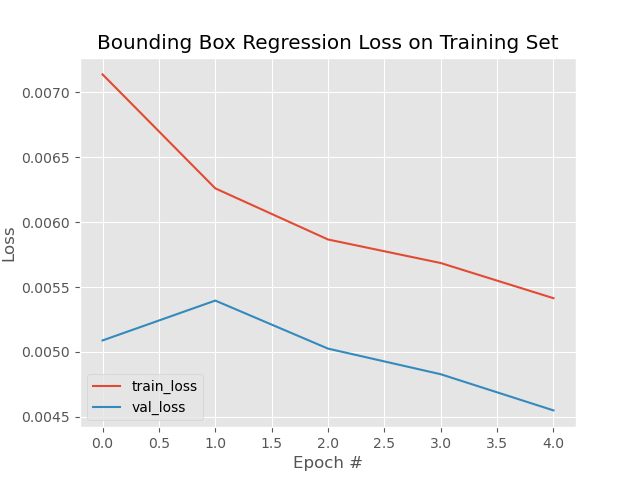 Bounding Box Regression Loss on Training Set
0.0070
0.0065
0.0060
0.0055
0.0050
0.0045
Loss
train_loss
val_loss
0.0 0.5 1.0 1.5 2.0 2.5 3.0 3.5 4.0
Epoch #